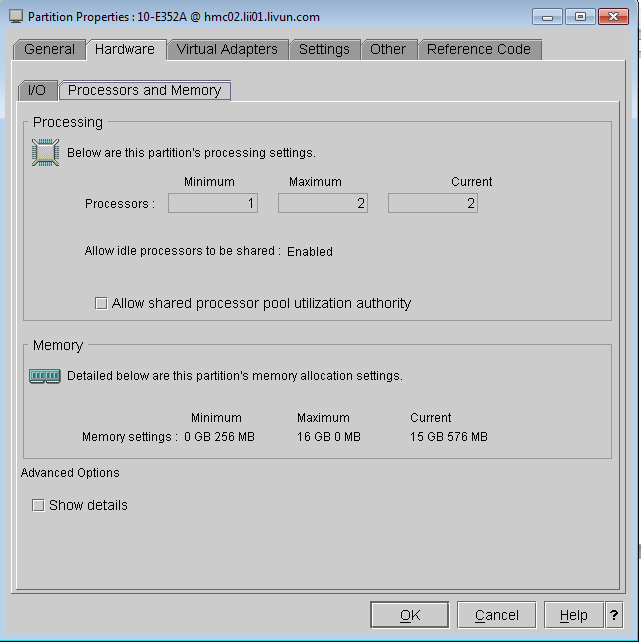 Partition Properties : 10-E352A @ hmc02.lii01.livun.com
General Hardware Virtual Adapters Settings Other Reference Code
I/O Processors and Memory
Processing
Below are this partition's processing settings.
Minimum Maximum Current
Processors : 1 2 2
Allow idle processors to be shared : Enabled
Allow shared processor pool utilization authority
Memory
Detailed below are this partition's memory allocation settings.
Minimum Maximum Current
Memory settings : 0 GB 256 MB 16 GB 0 MB 15 GB 576 MB
Advanced Options
Show details
OK Cancel Help ?